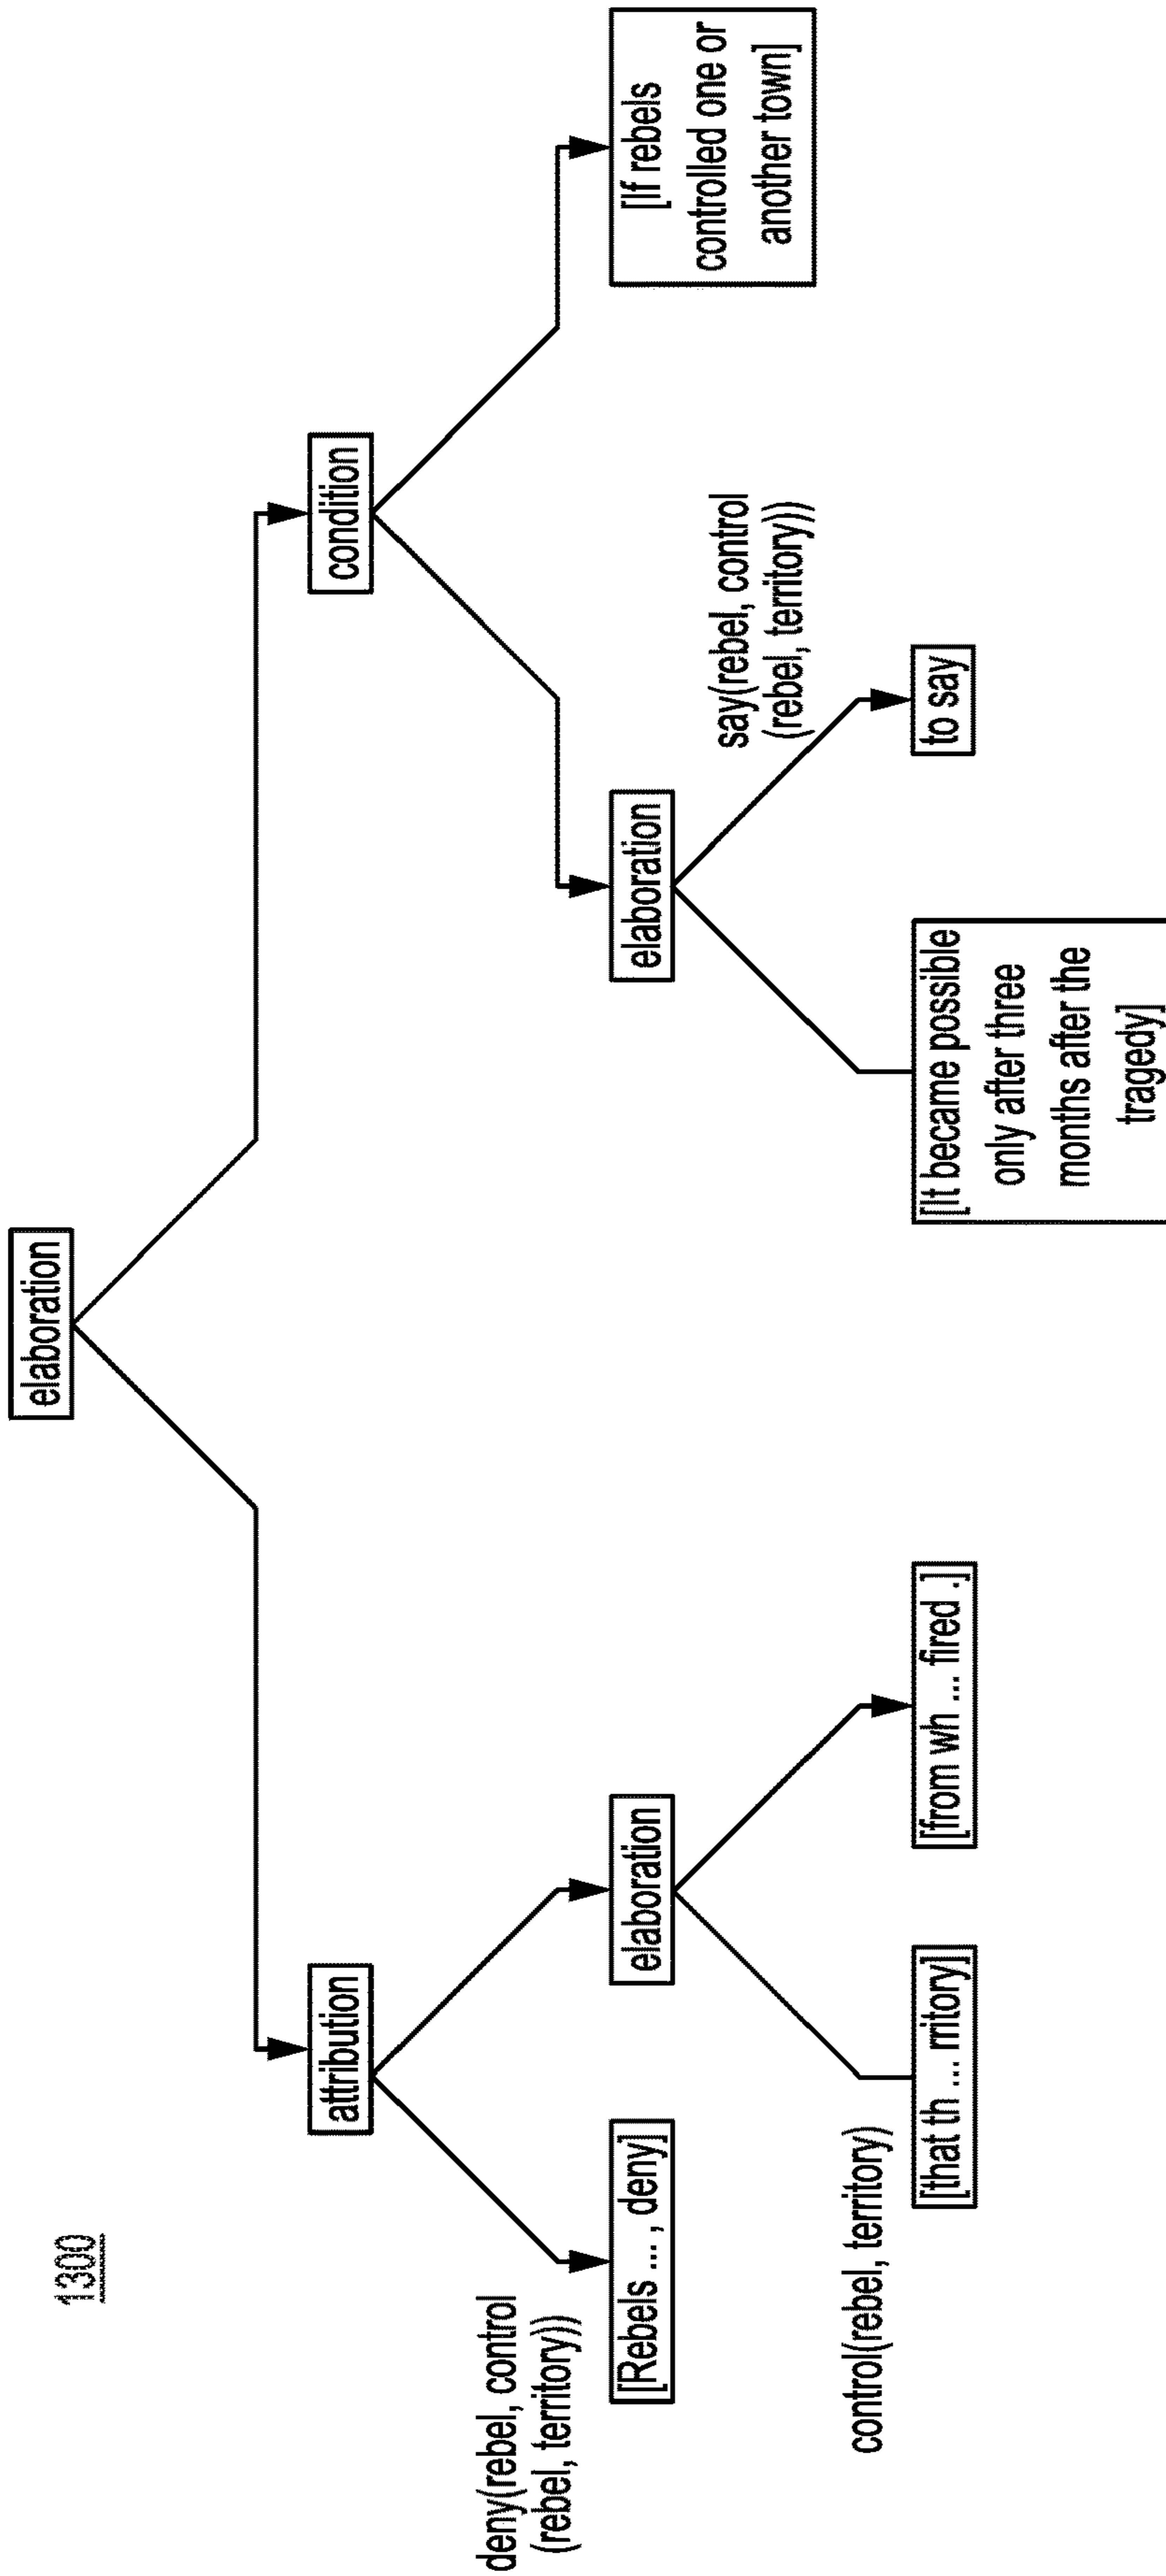 1300
elaboration
attribution
condition
deny(rebel, control
(rebel, territory))
[Rebels ... , deny]
elaboration
elaboration
[If rebels
controlled one or
another town]
control(rebel, territory)
say(rebel, control
(rebel, territory))
[that th ... rritory]
[from wh ... fired .]
[It became possible
only after three
months after the
tragedy]
to say